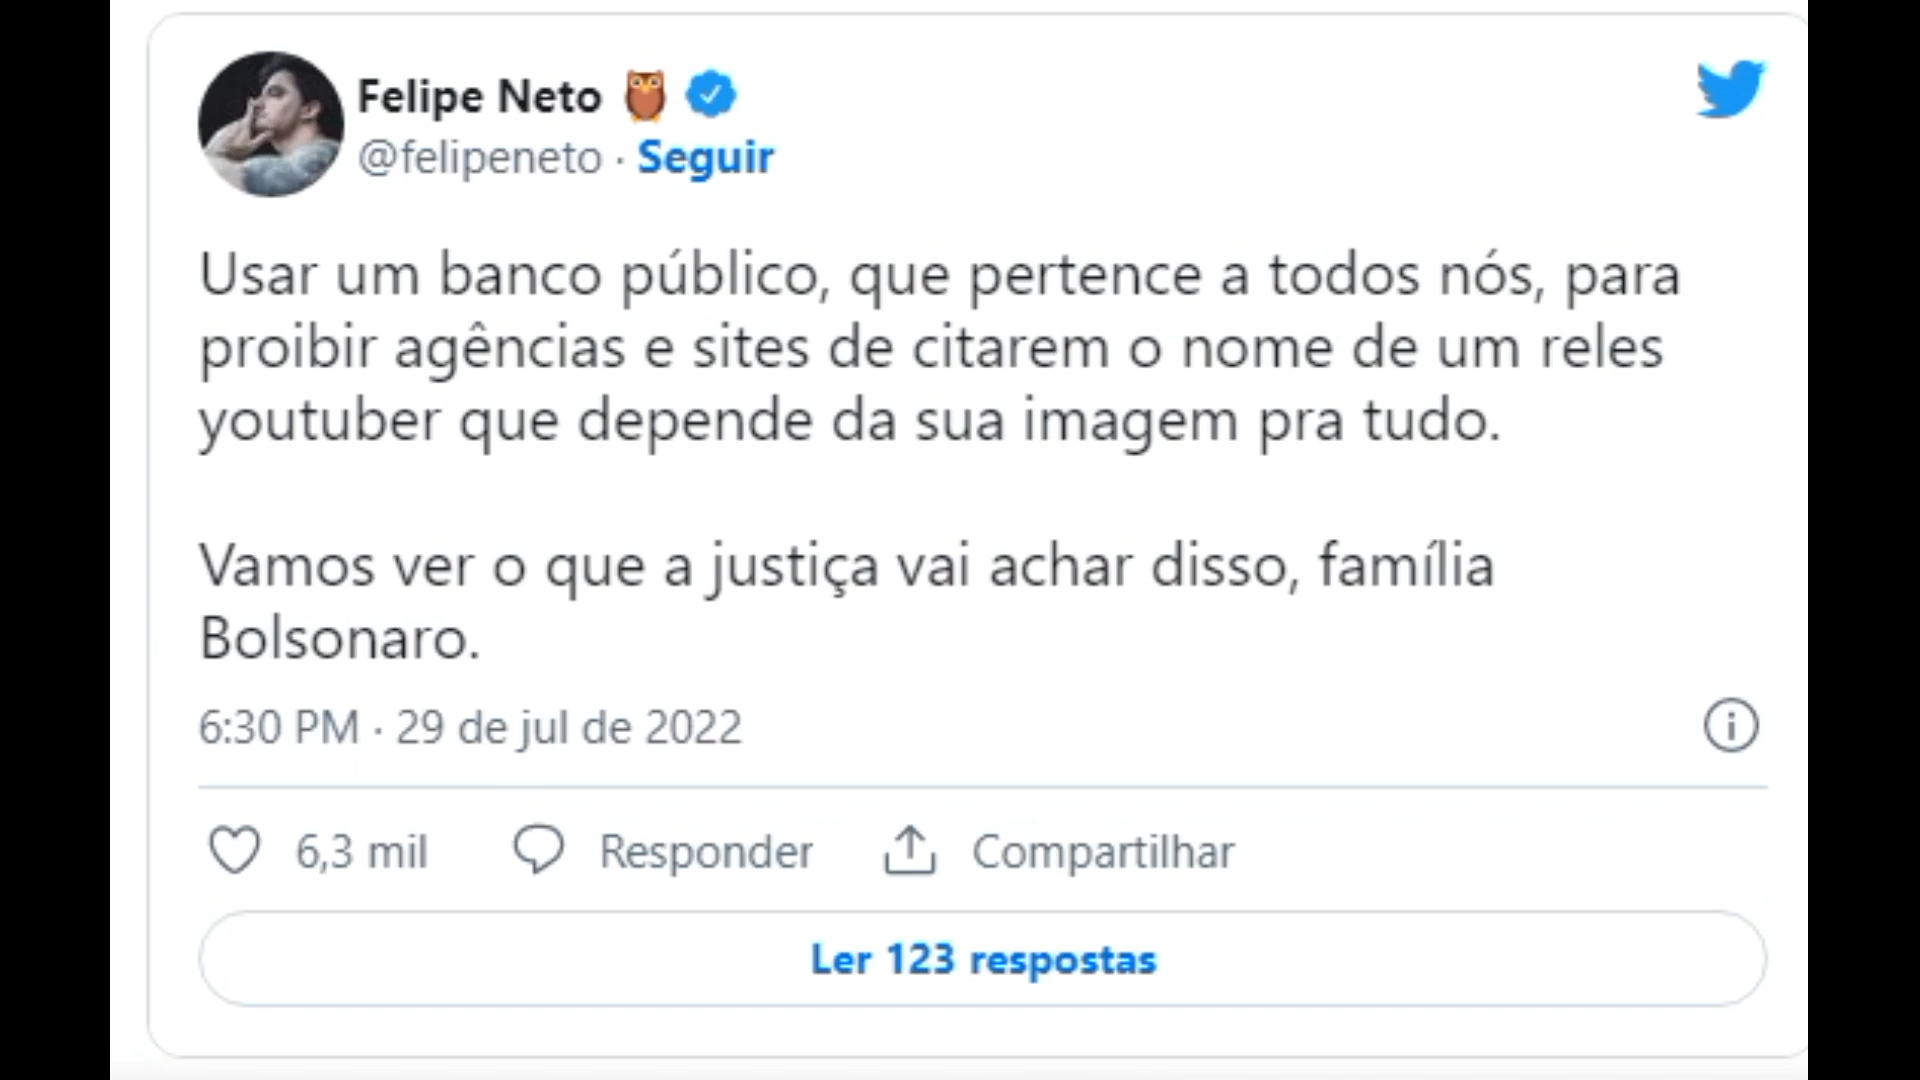 Felipe Neto 🦉
@felipeneto · Seguir
Usar um banco público, que pertence a todos nós, para
proibir agências e sites de citarem o nome de um reles
youtuber que depende da sua imagem pra tudo.
Vamos ver o que a justiça vai achar disso, família
Bolsonaro.
6:30 PM · 29 de jul de 2022
6,3 mil Responder Compartilhar
Ler 123 respostas